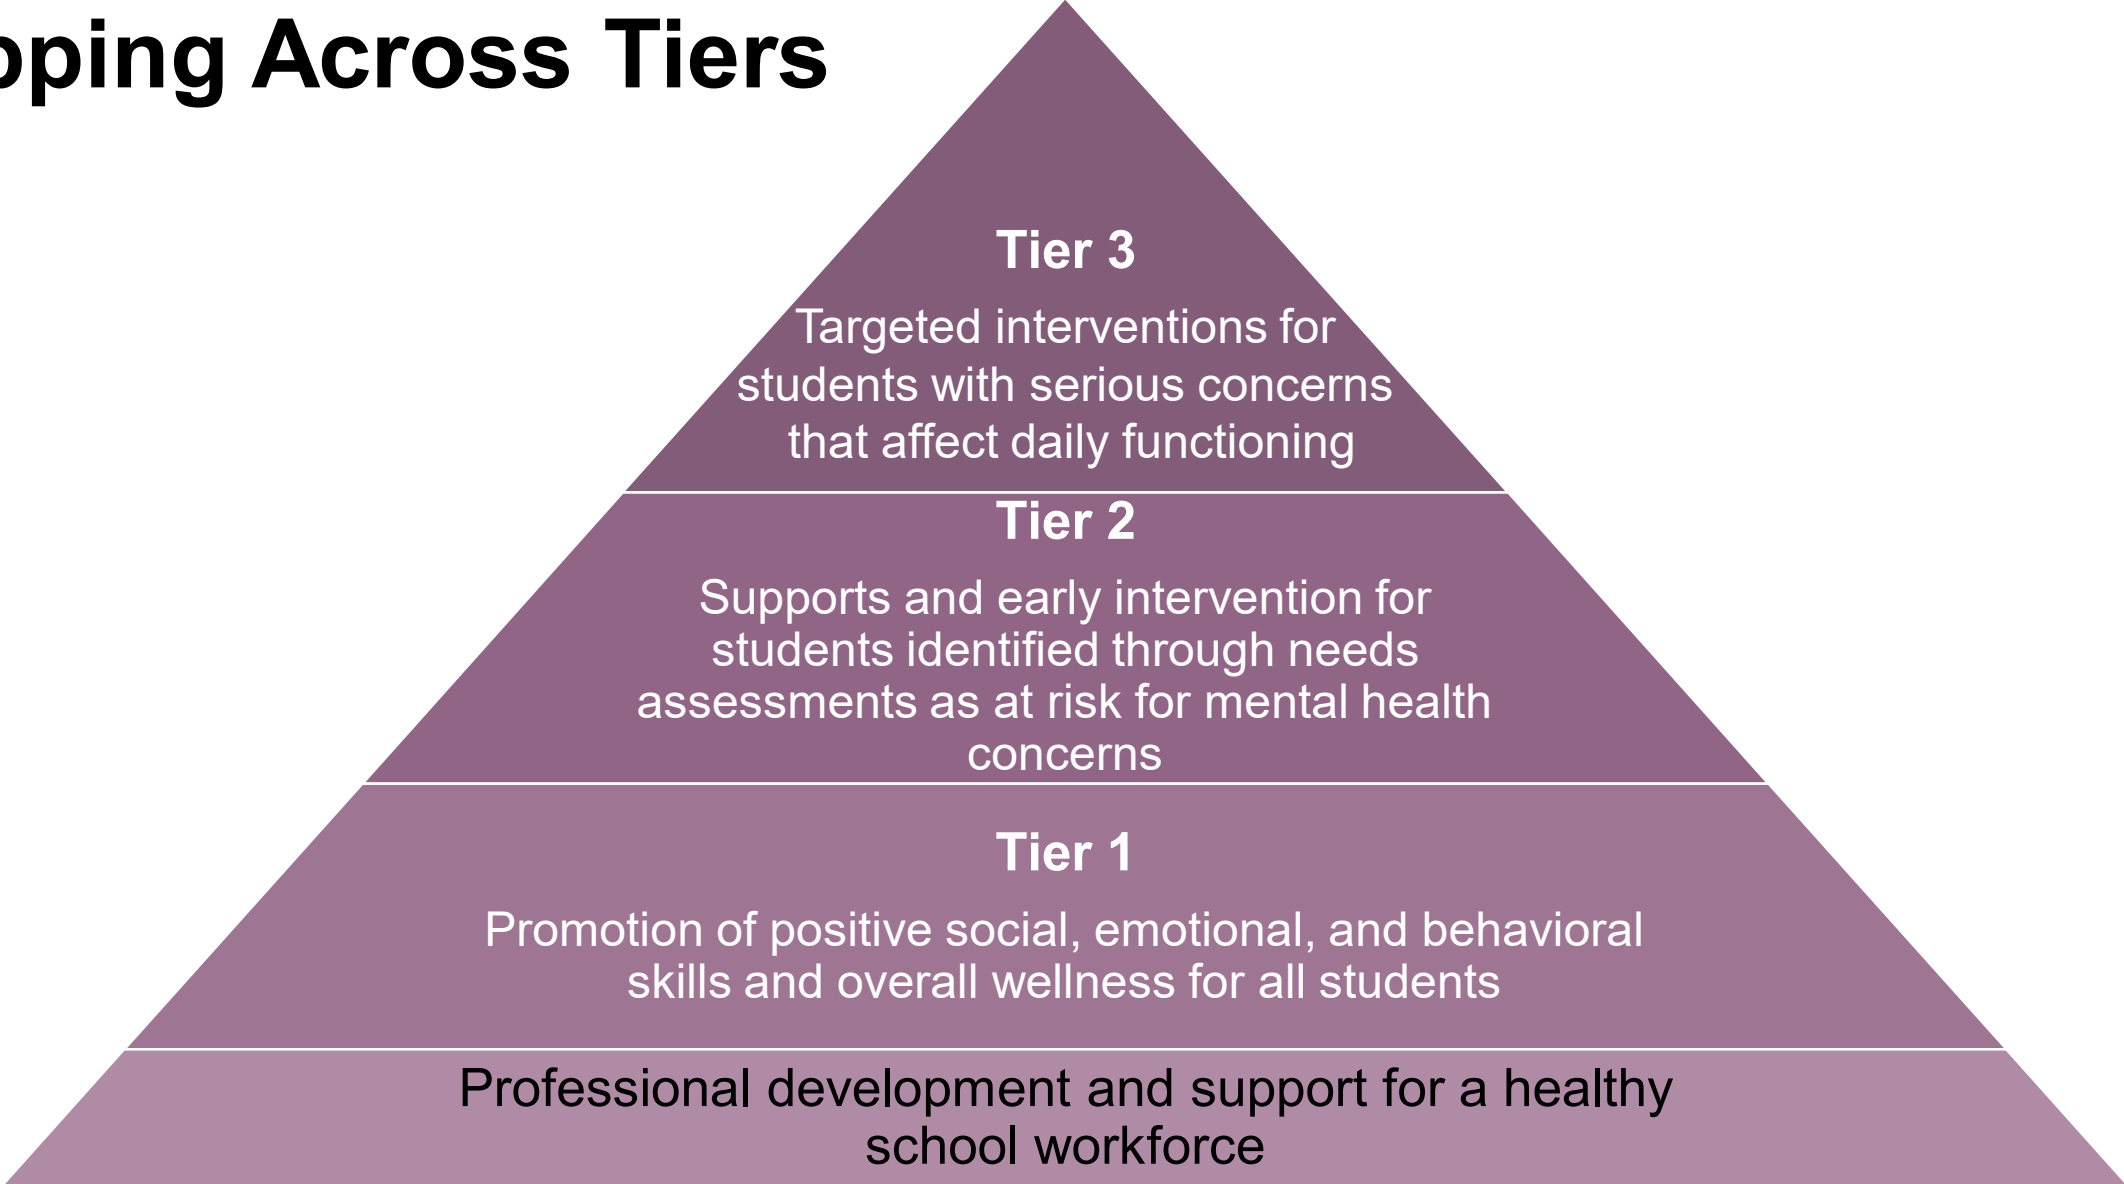 Across Tiers
Tier 3
Targeted interventions for
students with serious concerns
that affect daily functioning
Tier 2
Supports and early intervention for
students identified through needs
assessments as at risk for mental health
concerns
Tier 1
Promotion of positive social, emotional, and behavioral
skills and overall wellness for all students
Professional development and support for a healthy
school workforce